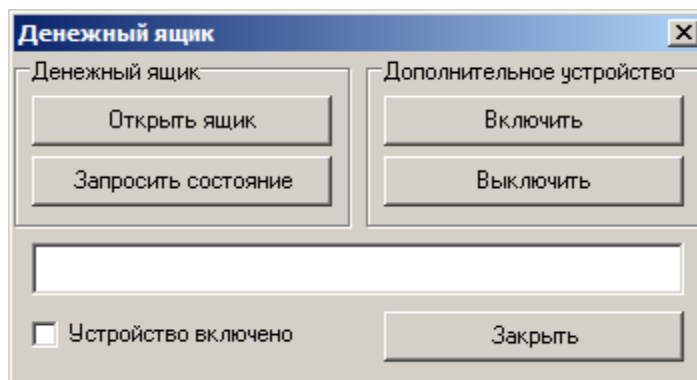 Денежный ящик
Денежный ящик
Дополнительное устройство
Открыть ящик
Включить
Запросить состояние
Выключить
Устройство включено
Закрыть